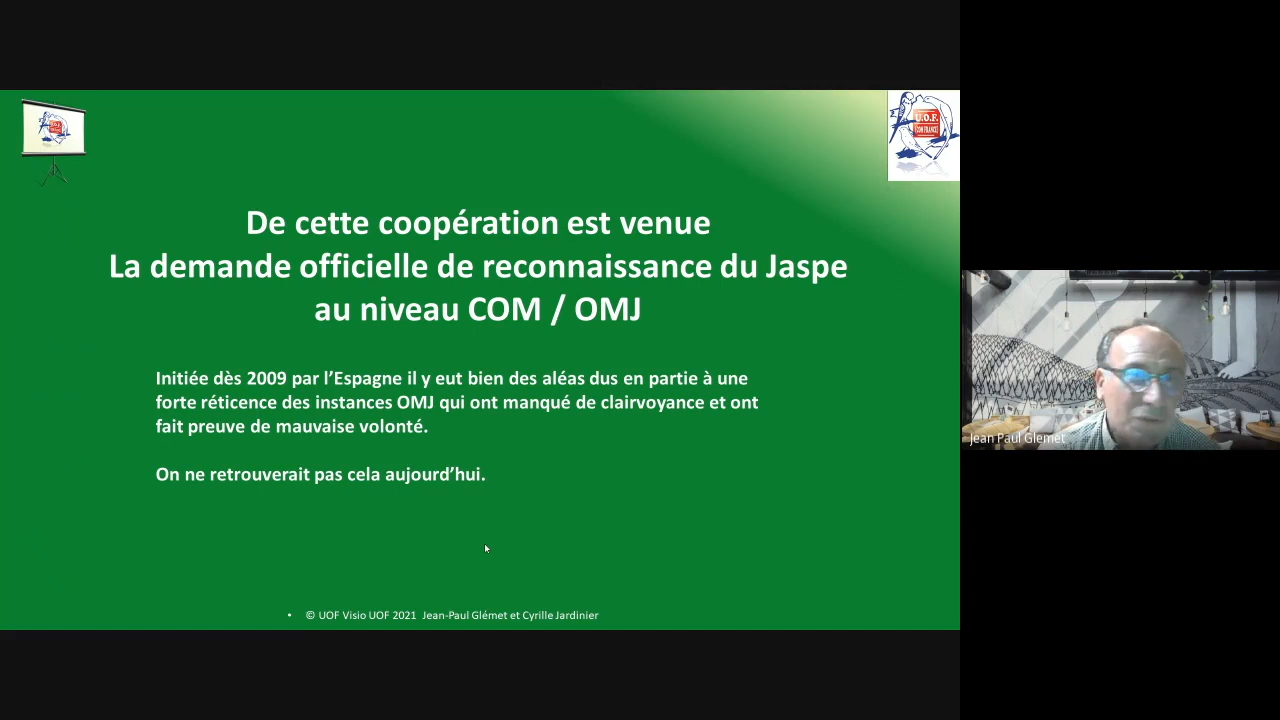 U.O.F.
COM FRANCE
De cette coopération est venue
La demande officielle de reconnaissance du Jaspe
au niveau COM / OMJ
Initiée dès 2009 par l’Espagne il y eut bien des aléas dus en partie à une
forte réticence des instances OMJ qui ont manqué de clairvoyance et ont
fait preuve de mauvaise volonté.
On ne retrouverait pas cela aujourd’hui.
• © UOF Visio UOF 2021 Jean-Paul Glémet et Cyrille Jardinier
Jean Paul Glemet